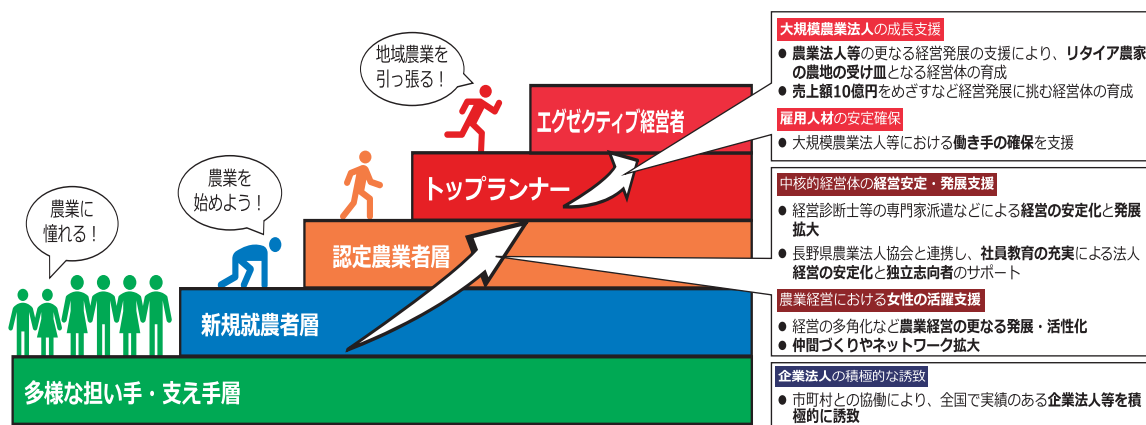 農業に
憧れる！
農業を
始めよう！
地域農業を
引っ張る！
エグゼクティブ経営者
トップランナー
認定農業者層
新規就農者層
多様な担い手・支え手層
大規模農業法人の成長支援
● 農業法人等の更なる経営発展の支援により、リタイア農家
の農地の受け皿となる経営体の育成
● 売上額10億円をめざすなど経営発展に挑む経営体の育成
雇用人材の安定確保
● 大規模農業法人等における働き手の確保を支援
中核的経営体の経営安定・発展支援
● 経営診断士等の専門家派遣などによる経営の安定化と発展
拡大
● 長野県農業法人協会と連携し、社員教育の充実による法人
経営の安定化と独立志向者のサポート
農業経営における女性の活躍支援
● 経営の多角化など農業経営の更なる発展・活性化
● 仲間づくりやネットワーク拡大
企業法人の積極的な誘致
● 市町村との協働により、全国で実績のある企業法人等を積
極的に誘致